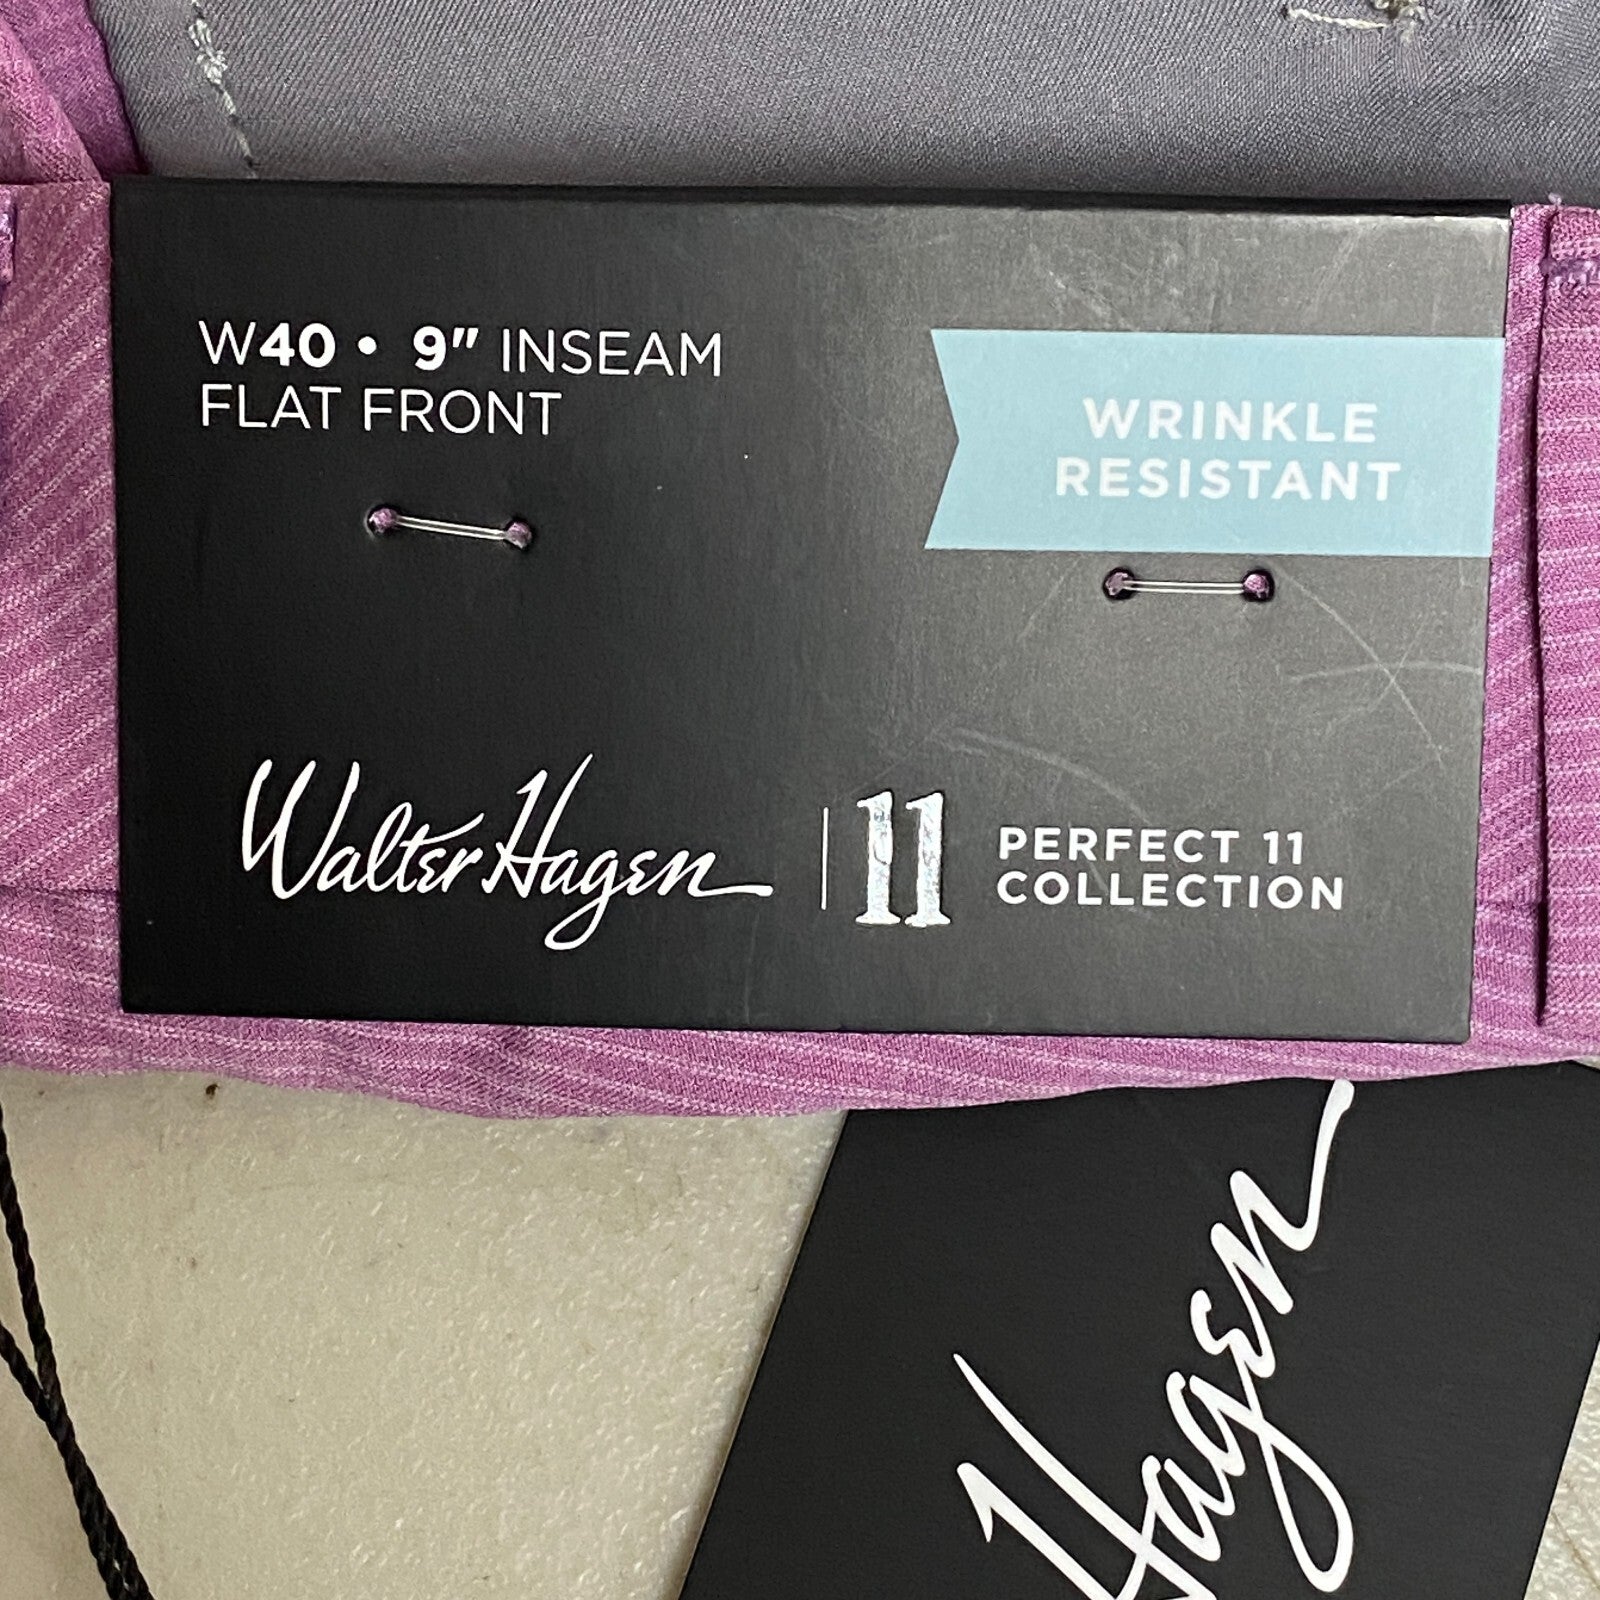 W40 • 9" INSEAM
FLAT FRONT
WRINKLE
RESISTANT
Walter Hagen
11
PERFECT 11
COLLECTION
Hagen